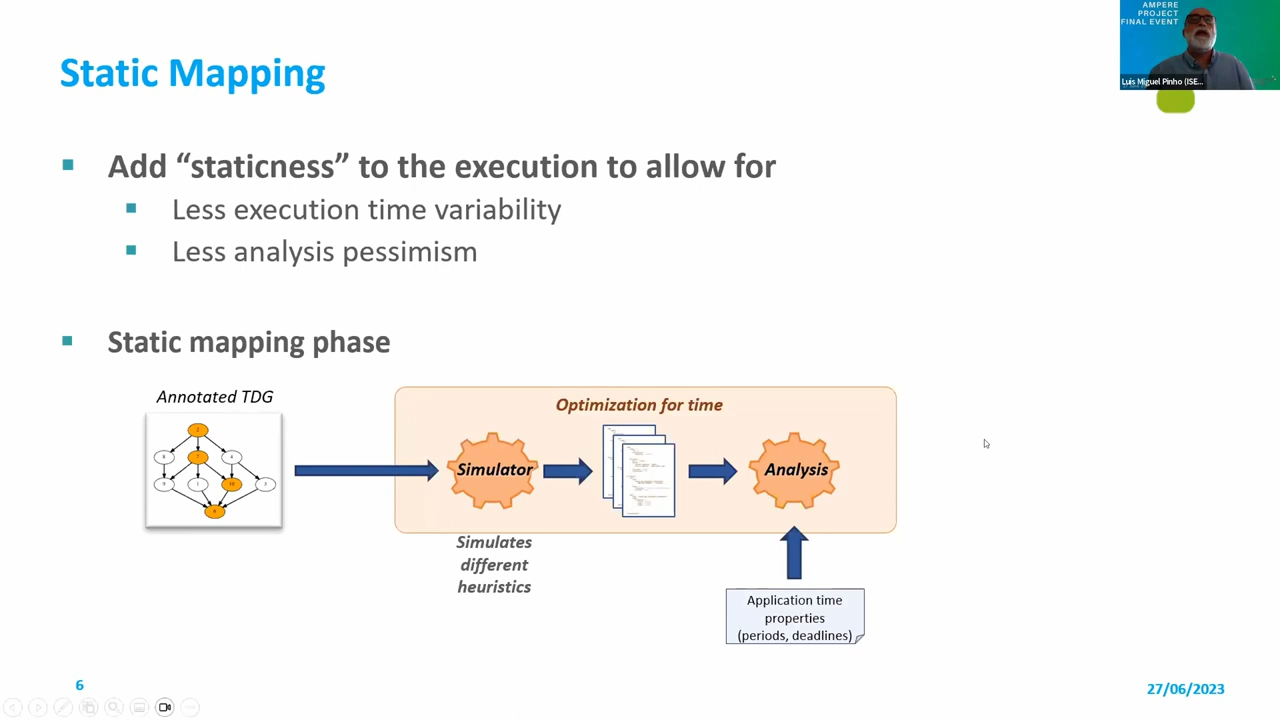 AMPERE
PROJECT
FINAL EVENT
Luis Miguel Pinho (ISE...
Static Mapping
Add “staticness” to the execution to allow for
Less execution time variability
Less analysis pessimism
Static mapping phase
Annotated TDG
Optimization for time
Simulator
Analysis
Simulates
different
heuristics
Application time
properties
(periods, deadlines)
6
27/06/2023